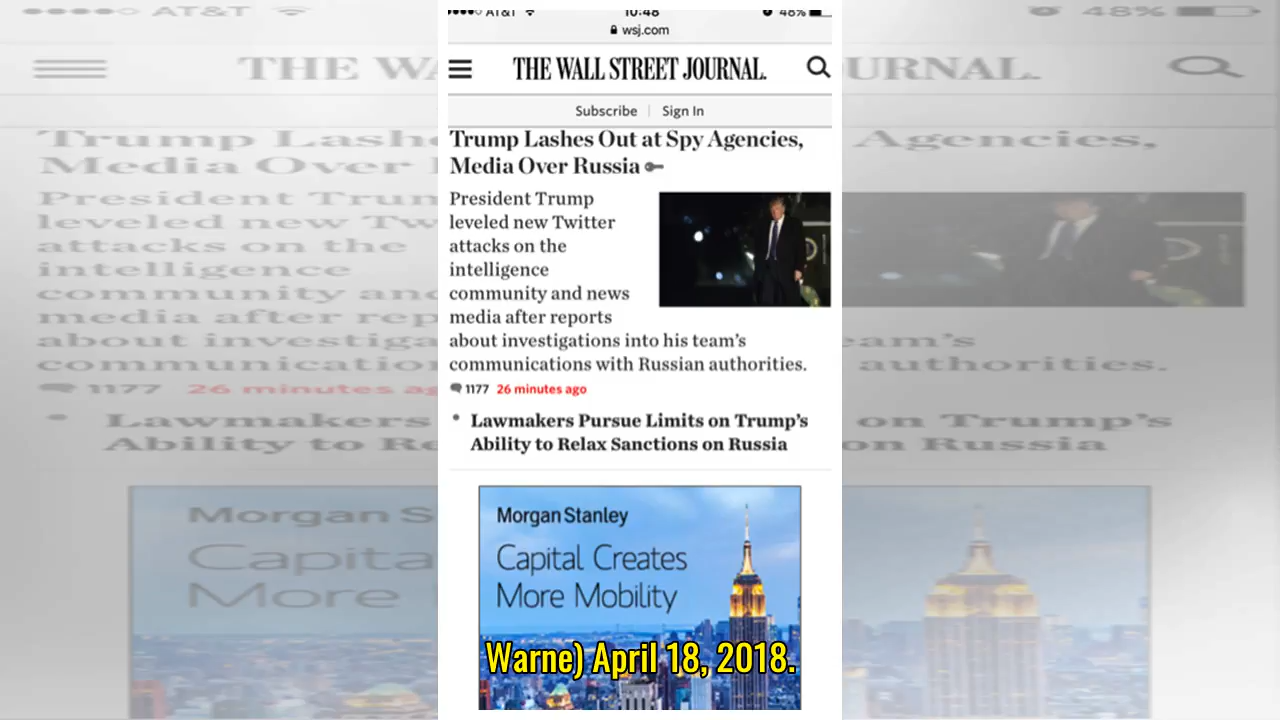 AT&T 10:48 48%
wsj.com
THE WALL STREET JOURNAL.
Subscribe | Sign In
Trump Lashes Out at Spy Agencies,
Media Over Russia
President Trump
leveled new Twitter
attacks on the
intelligence
community and news
media after reports
about investigations into his team's
communications with Russian authorities.
1177 26 minutes ago
• Lawmakers Pursue Limits on Trump's
Ability to Relax Sanctions on Russia
Morgan Stanley
Capital Creates
More Mobility
Warne) April 18, 2018.